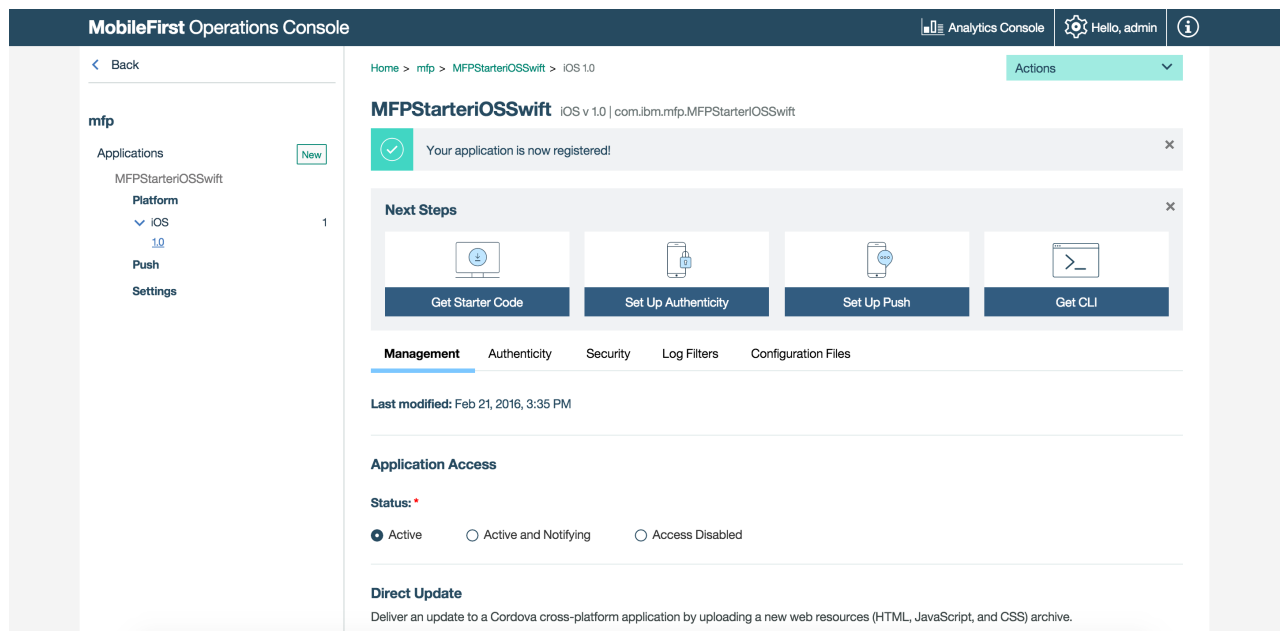 MobileFirst Operations Console
Analytics Console
Hello, admin
Back
mfp
Applications
New
MFPStarteriOSSwift
Platform
iOS 1
1.0
Push
Settings
Home > mfp > MFPStarteriOSSwift > iOS 1.0
Actions
MFPStarteriOSSwift iOS v 1.0 | com.ibm.mfp.MFPStarterIOSSwift
Your application is now registered!
Next Steps
Get Starter Code
Set Up Authenticity
Set Up Push
Get CLI
Management Authenticity Security Log Filters Configuration Files
Last modified: Feb 21, 2016, 3:35 PM
Application Access
Status: *
Active Active and Notifying Access Disabled
Direct Update
Deliver an update to a Cordova cross-platform application by uploading a new web resources (HTML, JavaScript, and CSS) archive.